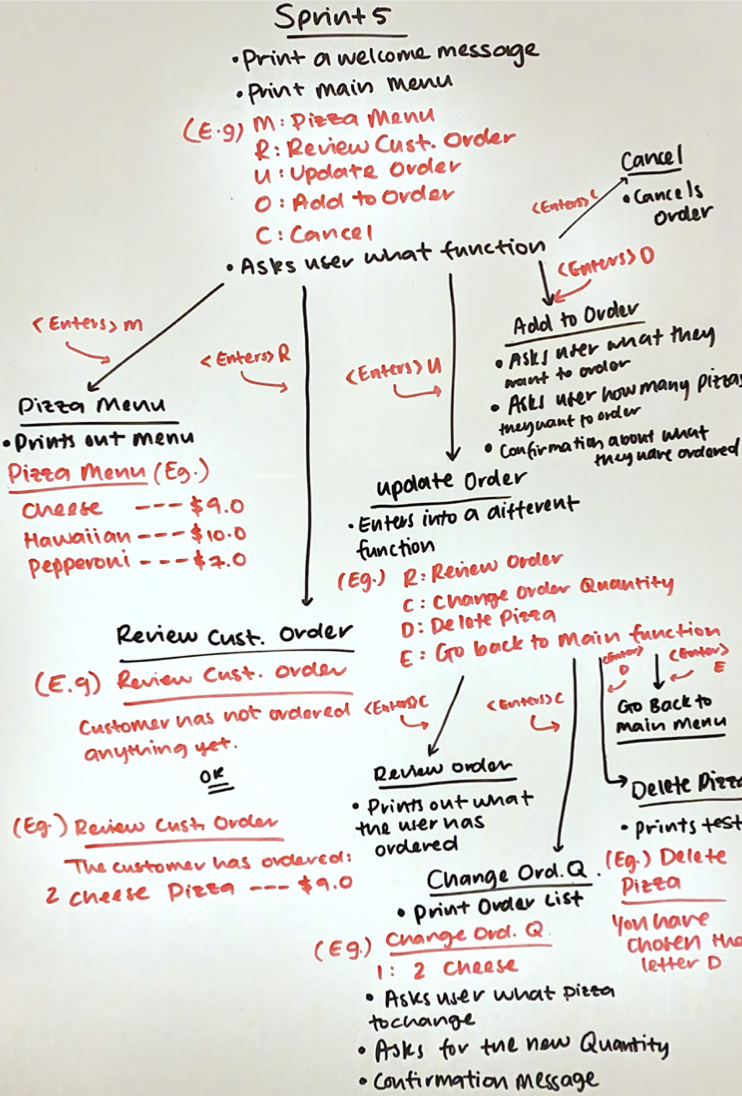 Sprint 5
• Print a welcome message
• Print main menu
(E.g) M: Pizza Menu
R: Review Cust. Order
U: Update Order
O: Add to Order
C: Cancel
• Asks user what function
<Enters> C
Cancel
• Cancels
Order
<Enters> O
Add to Order
• Asks user what they
want to order
• Asks user how many pizzas
they want to order
• Confirmation about what
they have ordered
<Enters> M
Pizza Menu
• Prints out menu
Pizza Menu (Eg.)
Cheese --- $9.0
Hawaiian --- $10.0
Pepperoni --- $7.0
<Enters> R
Review Cust. Order
(E.g) Review Cust. Order
Customer has not ordered
anything yet.
OR
(Eg.) Review Cust. Order
The customer has ordered:
2 Cheese Pizza --- $9.0
<Enters> U
Update Order
• Enters into a different
function
(Eg.) R: Review Order
C: Change Order Quantity
D: Delete Pizza
E: Go back to main function
<Enters> C
Review order
• Prints out what
the user has
ordered
<Enters> C
Change Ord. Q.
• Print Order List
(Eg.) Change Ord. Q.
1: 2 Cheese
• Asks user what pizza
to change
• Asks for the new Quantity
• Confirmation message
<Enter>
D
Delete Pizza
• Prints test
(Eg.) Delete
Pizza
You have
chosen the
letter D
<Enter>
E
Go Back to
main menu